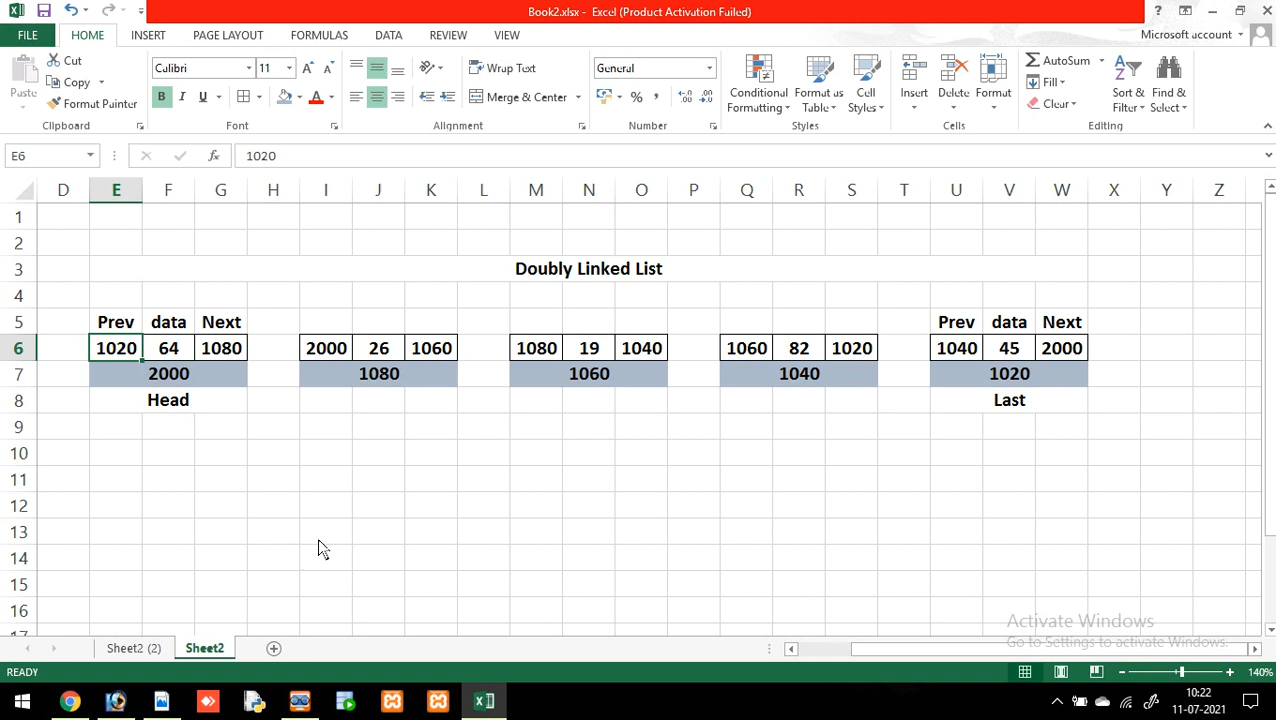 Book2.xlsx - Excel (Product Activation Failed)
?
FILE HOME INSERT PAGE LAYOUT FORMULAS DATA REVIEW VIEW Microsoft account
Paste Cut Copy Format Painter
Calibri 11 B I U A
Wrap Text Merge & Center
General % ,
Conditional Formatting Format as Table Cell Styles
Insert Delete Format
AutoSum Fill Clear Sort & Filter Find & Select
Clipboard Font Alignment Number Styles Cells Editing
E6 fx 1020
D E F G H I J K L M N O P Q R S T U V W X Y Z
1
2
3 Doubly Linked List
4
5 Prev data Next Prev data Next
6 1020 64 1080 2000 26 1060 1080 19 1040 1060 82 1020 1040 45 2000
7 2000 1080 1060 1040 1020
8 Head Last
9
10
11
12
13
14
15
16
17
Activate Windows
Go to Settings to activate Windows.
Sheet2 (2) Sheet2
READY 140%
10:22
11-07-2021